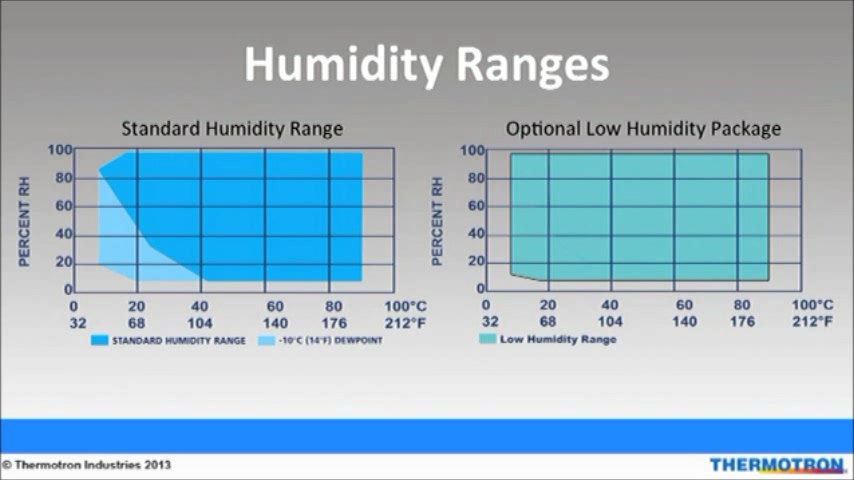 Humidity Ranges
Standard Humidity Range
100
80
60
40
20
0
PERCENT RH
0 20 40 60 80 100°C
32 68 104 140 176 212°F
STANDARD HUMIDITY RANGE -10°C (14°F) DEWPOINT
Optional Low Humidity Package
100
80
60
40
20
0
PERCENT RH
0 20 40 60 80 100°C
32 68 104 140 176 212°F
Low Humidity Range
© Thermotron Industries 2013
THERMOTRON